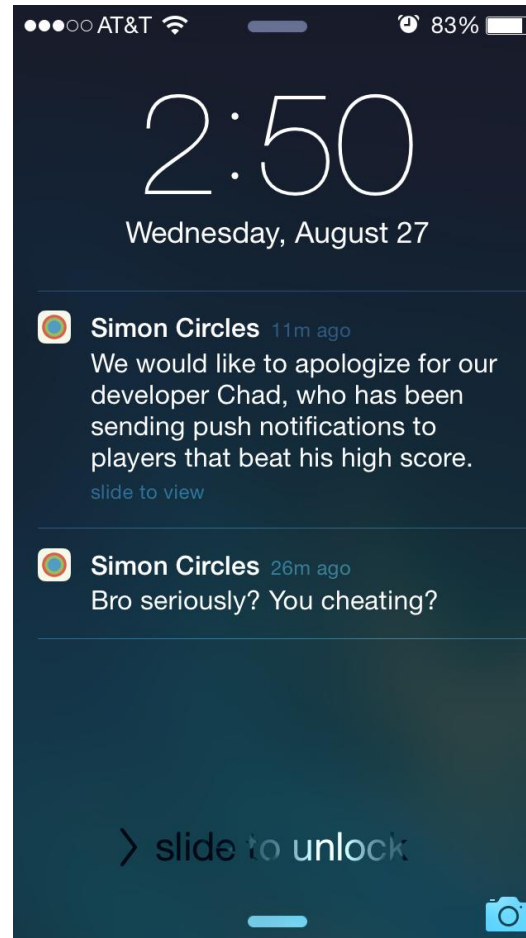 AT&T 83%
2:50
Wednesday, August 27
Simon Circles 11m ago
We would like to apologize for our
developer Chad, who has been
sending push notifications to
players that beat his high score.
slide to view
Simon Circles 26m ago
Bro seriously? You cheating?
> slide to unlock